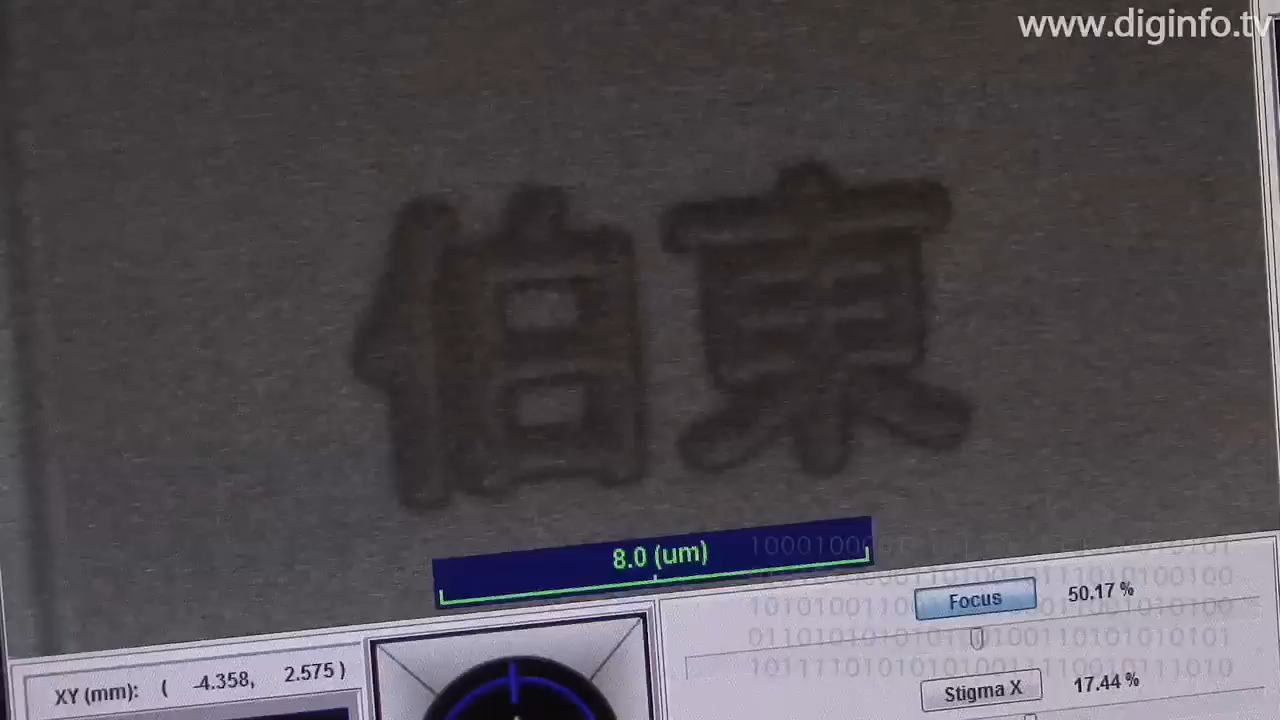 www.diginfo.tv
伯東
8.0 (um)
Focus 50.17 %
XY (mm): ( -4.358, 2.575 )
Stigma X 17.44 %